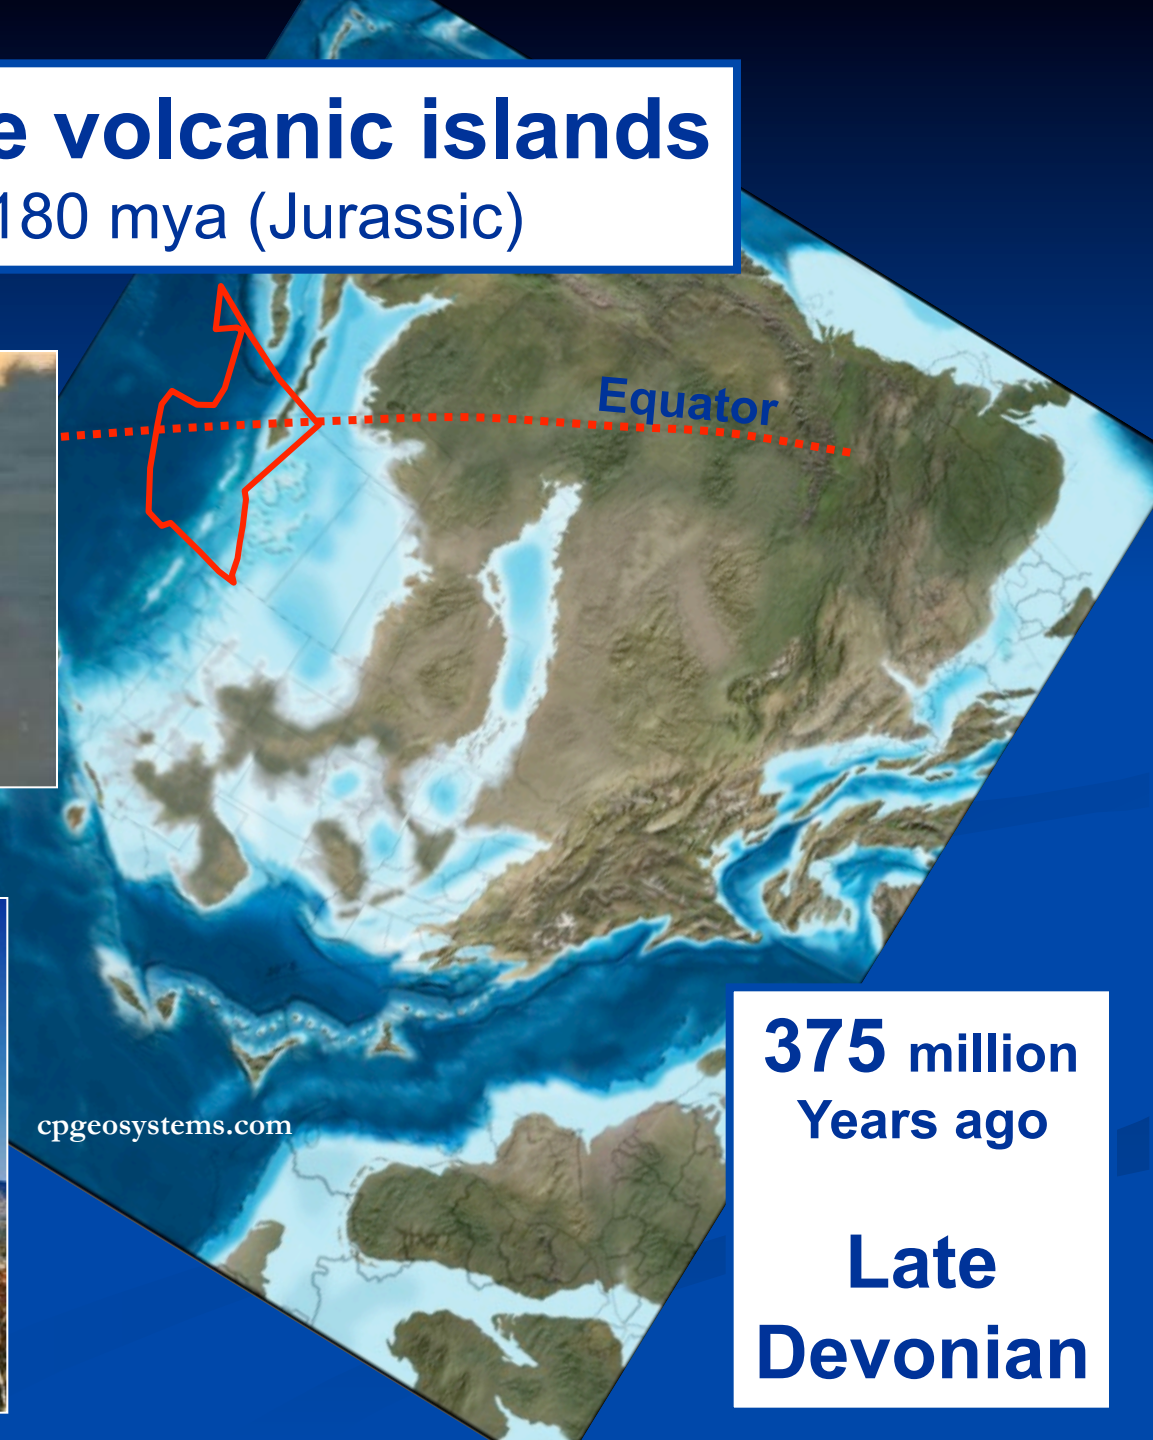 e volcanic islands
180 mya (Jurassic)
Equator
cpgeosystems.com
375 million
Years ago
Late
Devonian